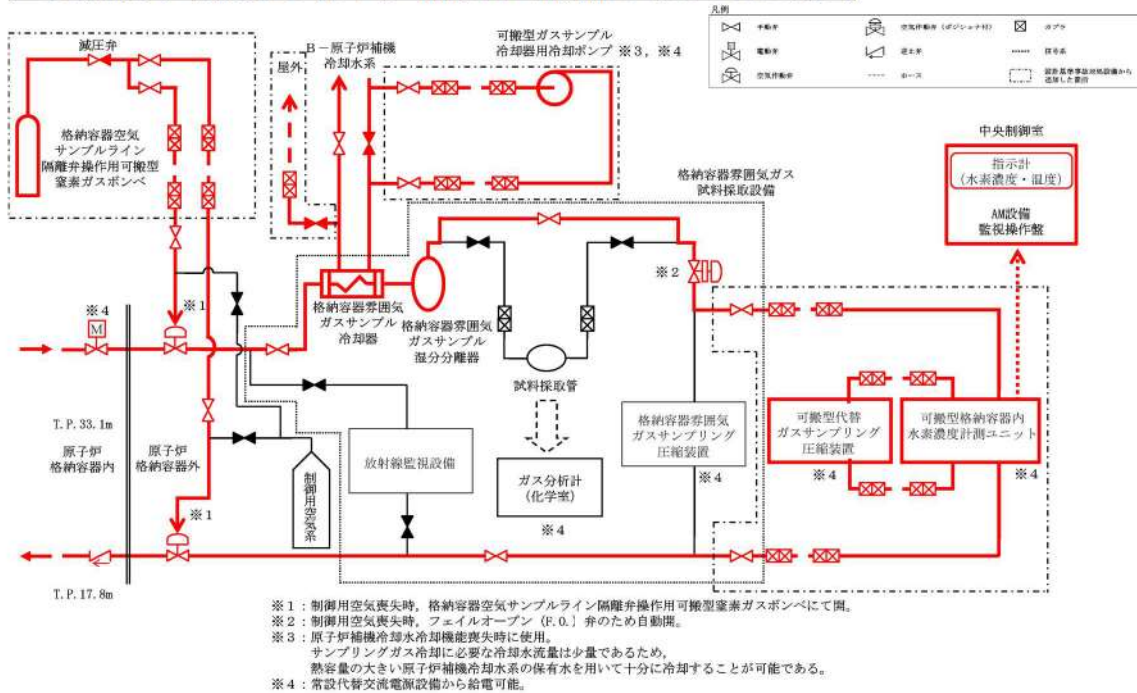 凡例
手動弁
電動弁
空気作動弁
空気作動弁(ポジショナ付)
逆止弁
ホース
カプラ
信号系
設計基準事故対処設備から
追加した箇所
減圧弁
格納容器空気
サンプルライン
隔離弁操作用可搬型
窒素ガスボンベ
屋外
B-原子炉補機
冷却水系
可搬型ガスサンプル
冷却器用冷却ポンプ ※3,※4
格納容器雰囲気ガス
試料採取設備
中央制御室
指示計
(水素濃度・温度)
AM設備
監視操作盤
※4
M
※1
※2
格納容器雰囲気
ガスサンプル
冷却器
格納容器雰囲気
ガスサンプル
湿分分離器
試料採取管
ガス分析計
(化学室)
※4
T.P.33.1m
原子炉
格納容器内
原子炉
格納容器外
制御用空気系
放射線監視設備
格納容器雰囲気
ガスサンプリング
圧縮装置
※4
可搬型代替
ガスサンプリング
圧縮装置
※4
可搬型格納容器内
水素濃度計測ユニット
※4
※1
T.P.17.8m
※1:制御用空気喪失時,格納容器空気サンプルライン隔離弁操作用可搬型窒素ガスボンベにて開。
※2:制御用空気喪失時,フェイルオープン(F.O.)弁のため自動開。
※3:原子炉補機冷却水冷却機能喪失時に使用。
サンプリングガス冷却に必要な冷却水流量は少量であるため,
熱容量の大きい原子炉補機冷却水系の保有水を用いて十分に冷却することが可能である。
※4:常設代替交流電源設備から給電可能。